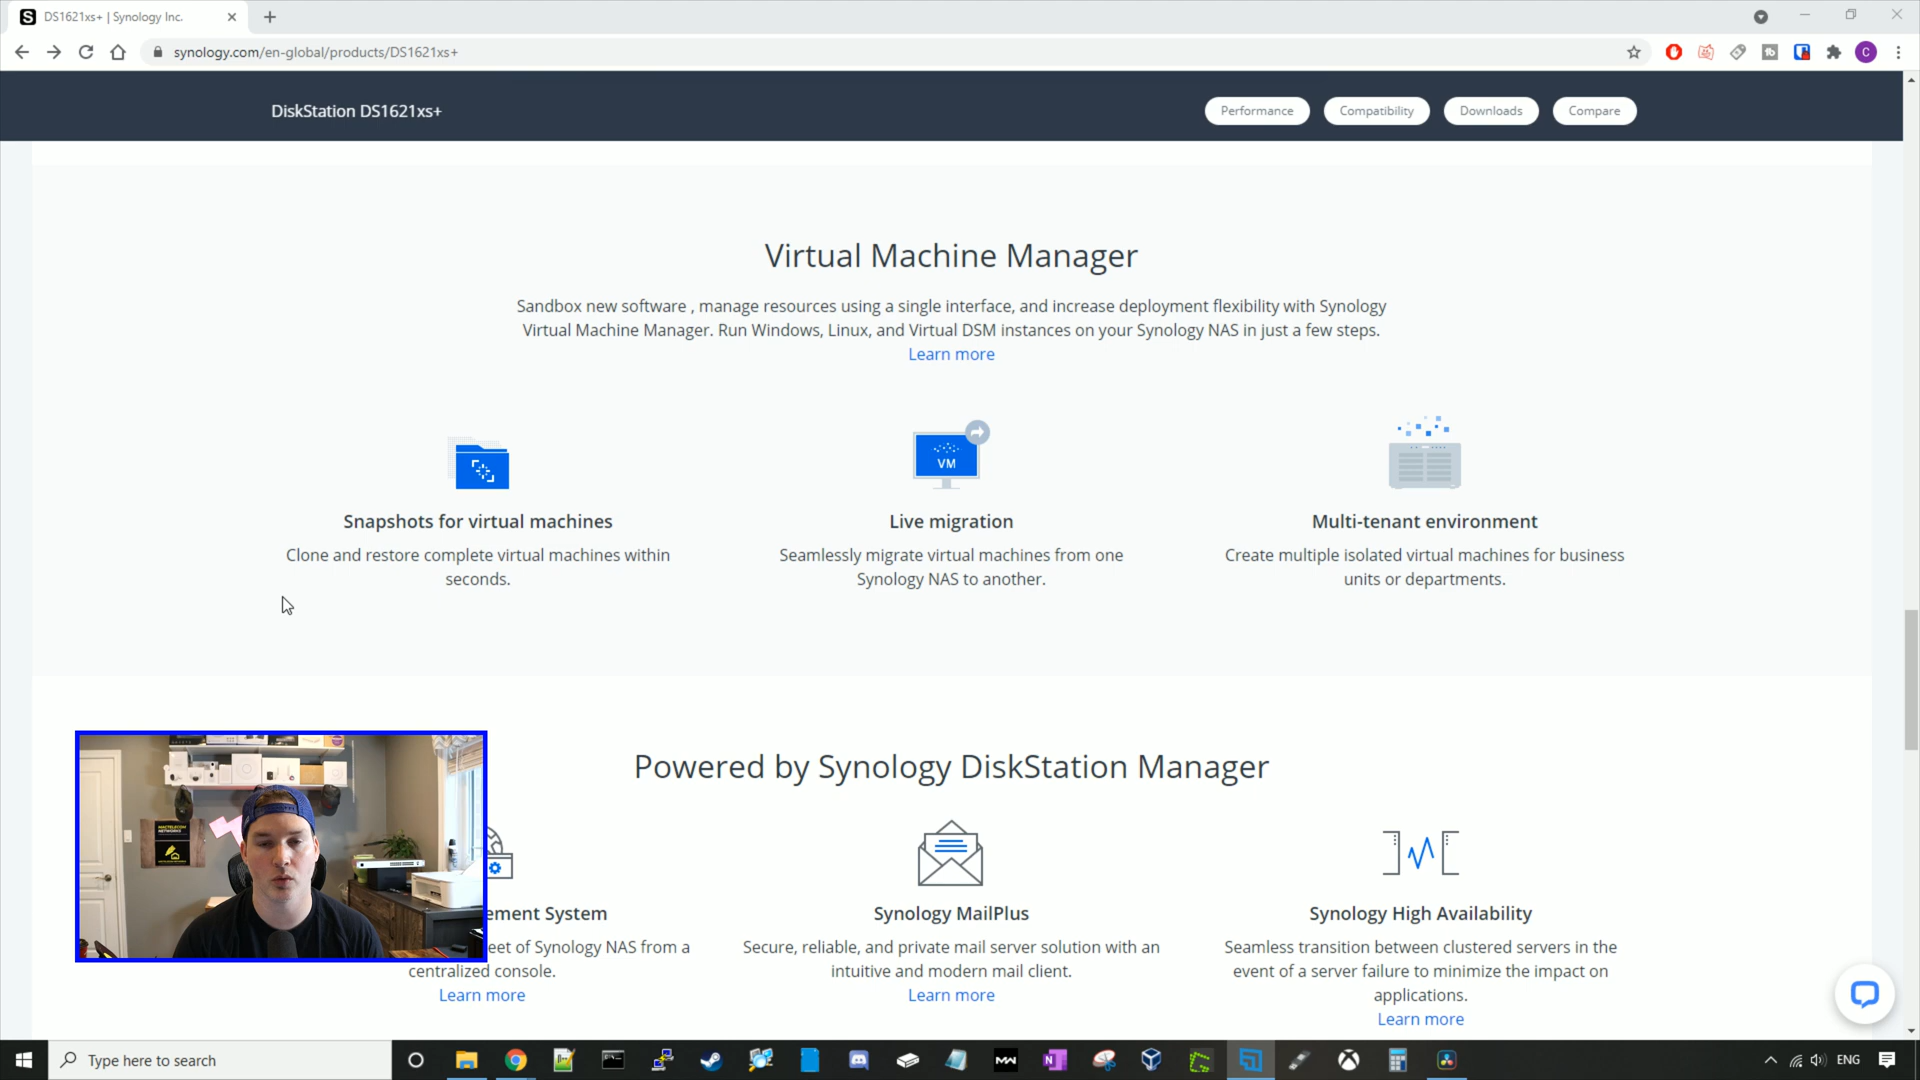 DS1621xs+ | Synology Inc.
synology.com/en-global/products/DS1621xs+
DiskStation DS1621xs+
Performance
Compatibility
Downloads
Compare
Virtual Machine Manager
Sandbox new software , manage resources using a single interface, and increase deployment flexibility with Synology
Virtual Machine Manager. Run Windows, Linux, and Virtual DSM instances on your Synology NAS in just a few steps.
Learn more
VM
Snapshots for virtual machines
Clone and restore complete virtual machines within
seconds.
Live migration
Seamlessly migrate virtual machines from one
Synology NAS to another.
Multi-tenant environment
Create multiple isolated virtual machines for business
units or departments.
Powered by Synology DiskStation Manager
ement System
eet of Synology NAS from a
centralized console.
Learn more
Synology MailPlus
Secure, reliable, and private mail server solution with an
intuitive and modern mail client.
Learn more
Synology High Availability
Seamless transition between clustered servers in the
event of a server failure to minimize the impact on
applications.
Learn more
Type here to search
ENG